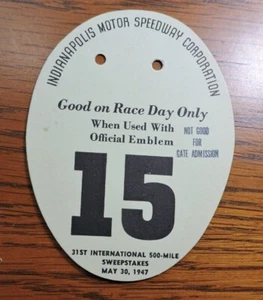 INDIANAPOLIS MOTOR SPEEDWAY CORPORATION
Good on Race Day Only
When Used With
Official Emblem
NOT GOOD
FOR
GATE ADMISSION
15
31ST INTERNATIONAL 500-MILE
SWEEPSTAKES
MAY 30, 1947